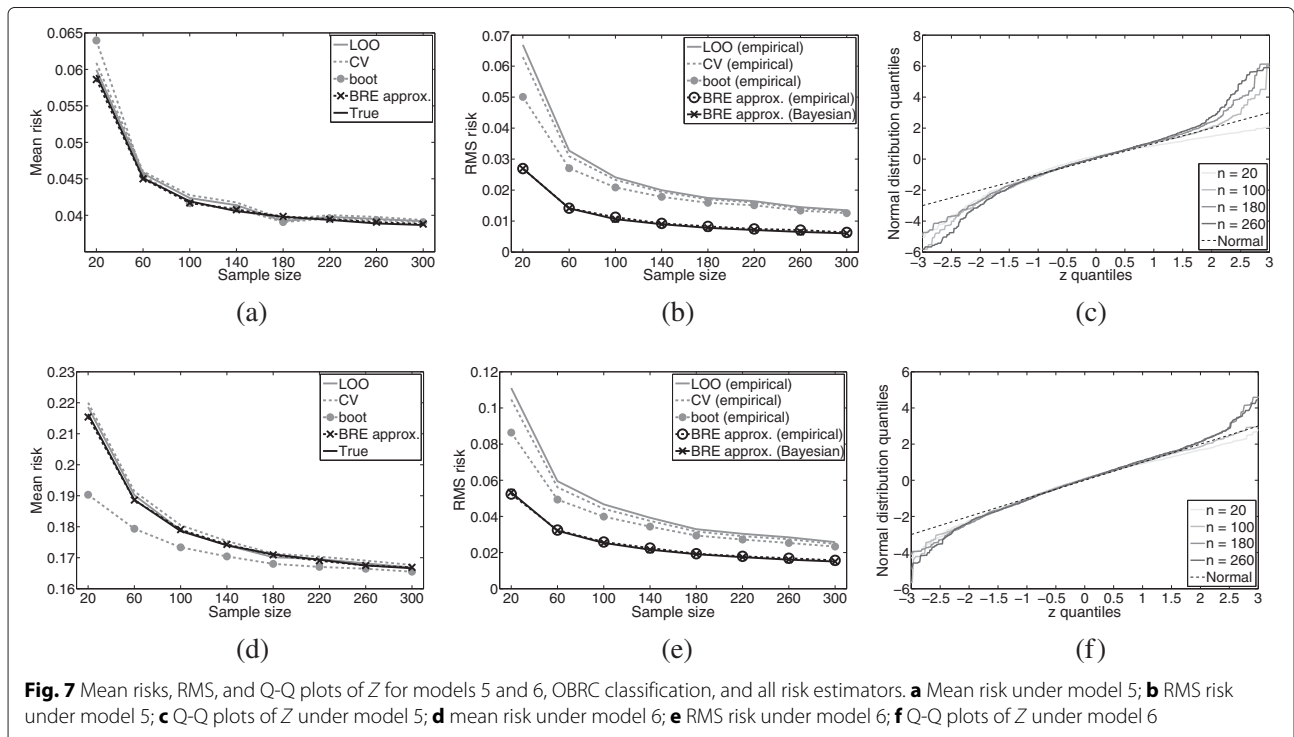 0.065
0.06
0.055
0.05
0.045
0.04
Mean risk
20 60 100 140 180 220 260 300
Sample size
LOO
CV
boot
BRE approx.
True
(a)
0.07
0.06
0.05
0.04
0.03
0.02
0.01
0
RMS risk
20 60 100 140 180 220 260 300
Sample size
LOO (empirical)
CV (empirical)
boot (empirical)
BRE approx. (empirical)
BRE approx. (Bayesian)
(b)
8
6
4
2
0
−2
−4
−6
Normal distribution quantiles
−3 −2.5 −2 −1.5 −1 −0.5 0 0.5 1 1.5 2 2.5 3
z quantiles
n = 20
n = 100
n = 180
n = 260
Normal
(c)
0.23
0.22
0.21
0.2
0.19
0.18
0.17
0.16
Mean risk
20 60 100 140 180 220 260 300
Sample size
LOO
CV
boot
BRE approx.
True
(d)
0.12
0.1
0.08
0.06
0.04
0.02
0
RMS risk
20 60 100 140 180 220 260 300
Sample size
LOO (empirical)
CV (empirical)
boot (empirical)
BRE approx. (empirical)
BRE approx. (Bayesian)
(e)
6
4
2
0
−2
−4
−6
Normal distribution quantiles
−3 −2.5 −2 −1.5 −1 −0.5 0 0.5 1 1.5 2 2.5 3
z quantiles
n = 20
n = 100
n = 180
n = 260
Normal
(f)
Fig. 7 Mean risks, RMS, and Q-Q plots of Z for models 5 and 6, OBRC classification, and all risk estimators. a Mean risk under model 5; b RMS risk
under model 5; c Q-Q plots of Z under model 5; d mean risk under model 6; e RMS risk under model 6; f Q-Q plots of Z under model 6